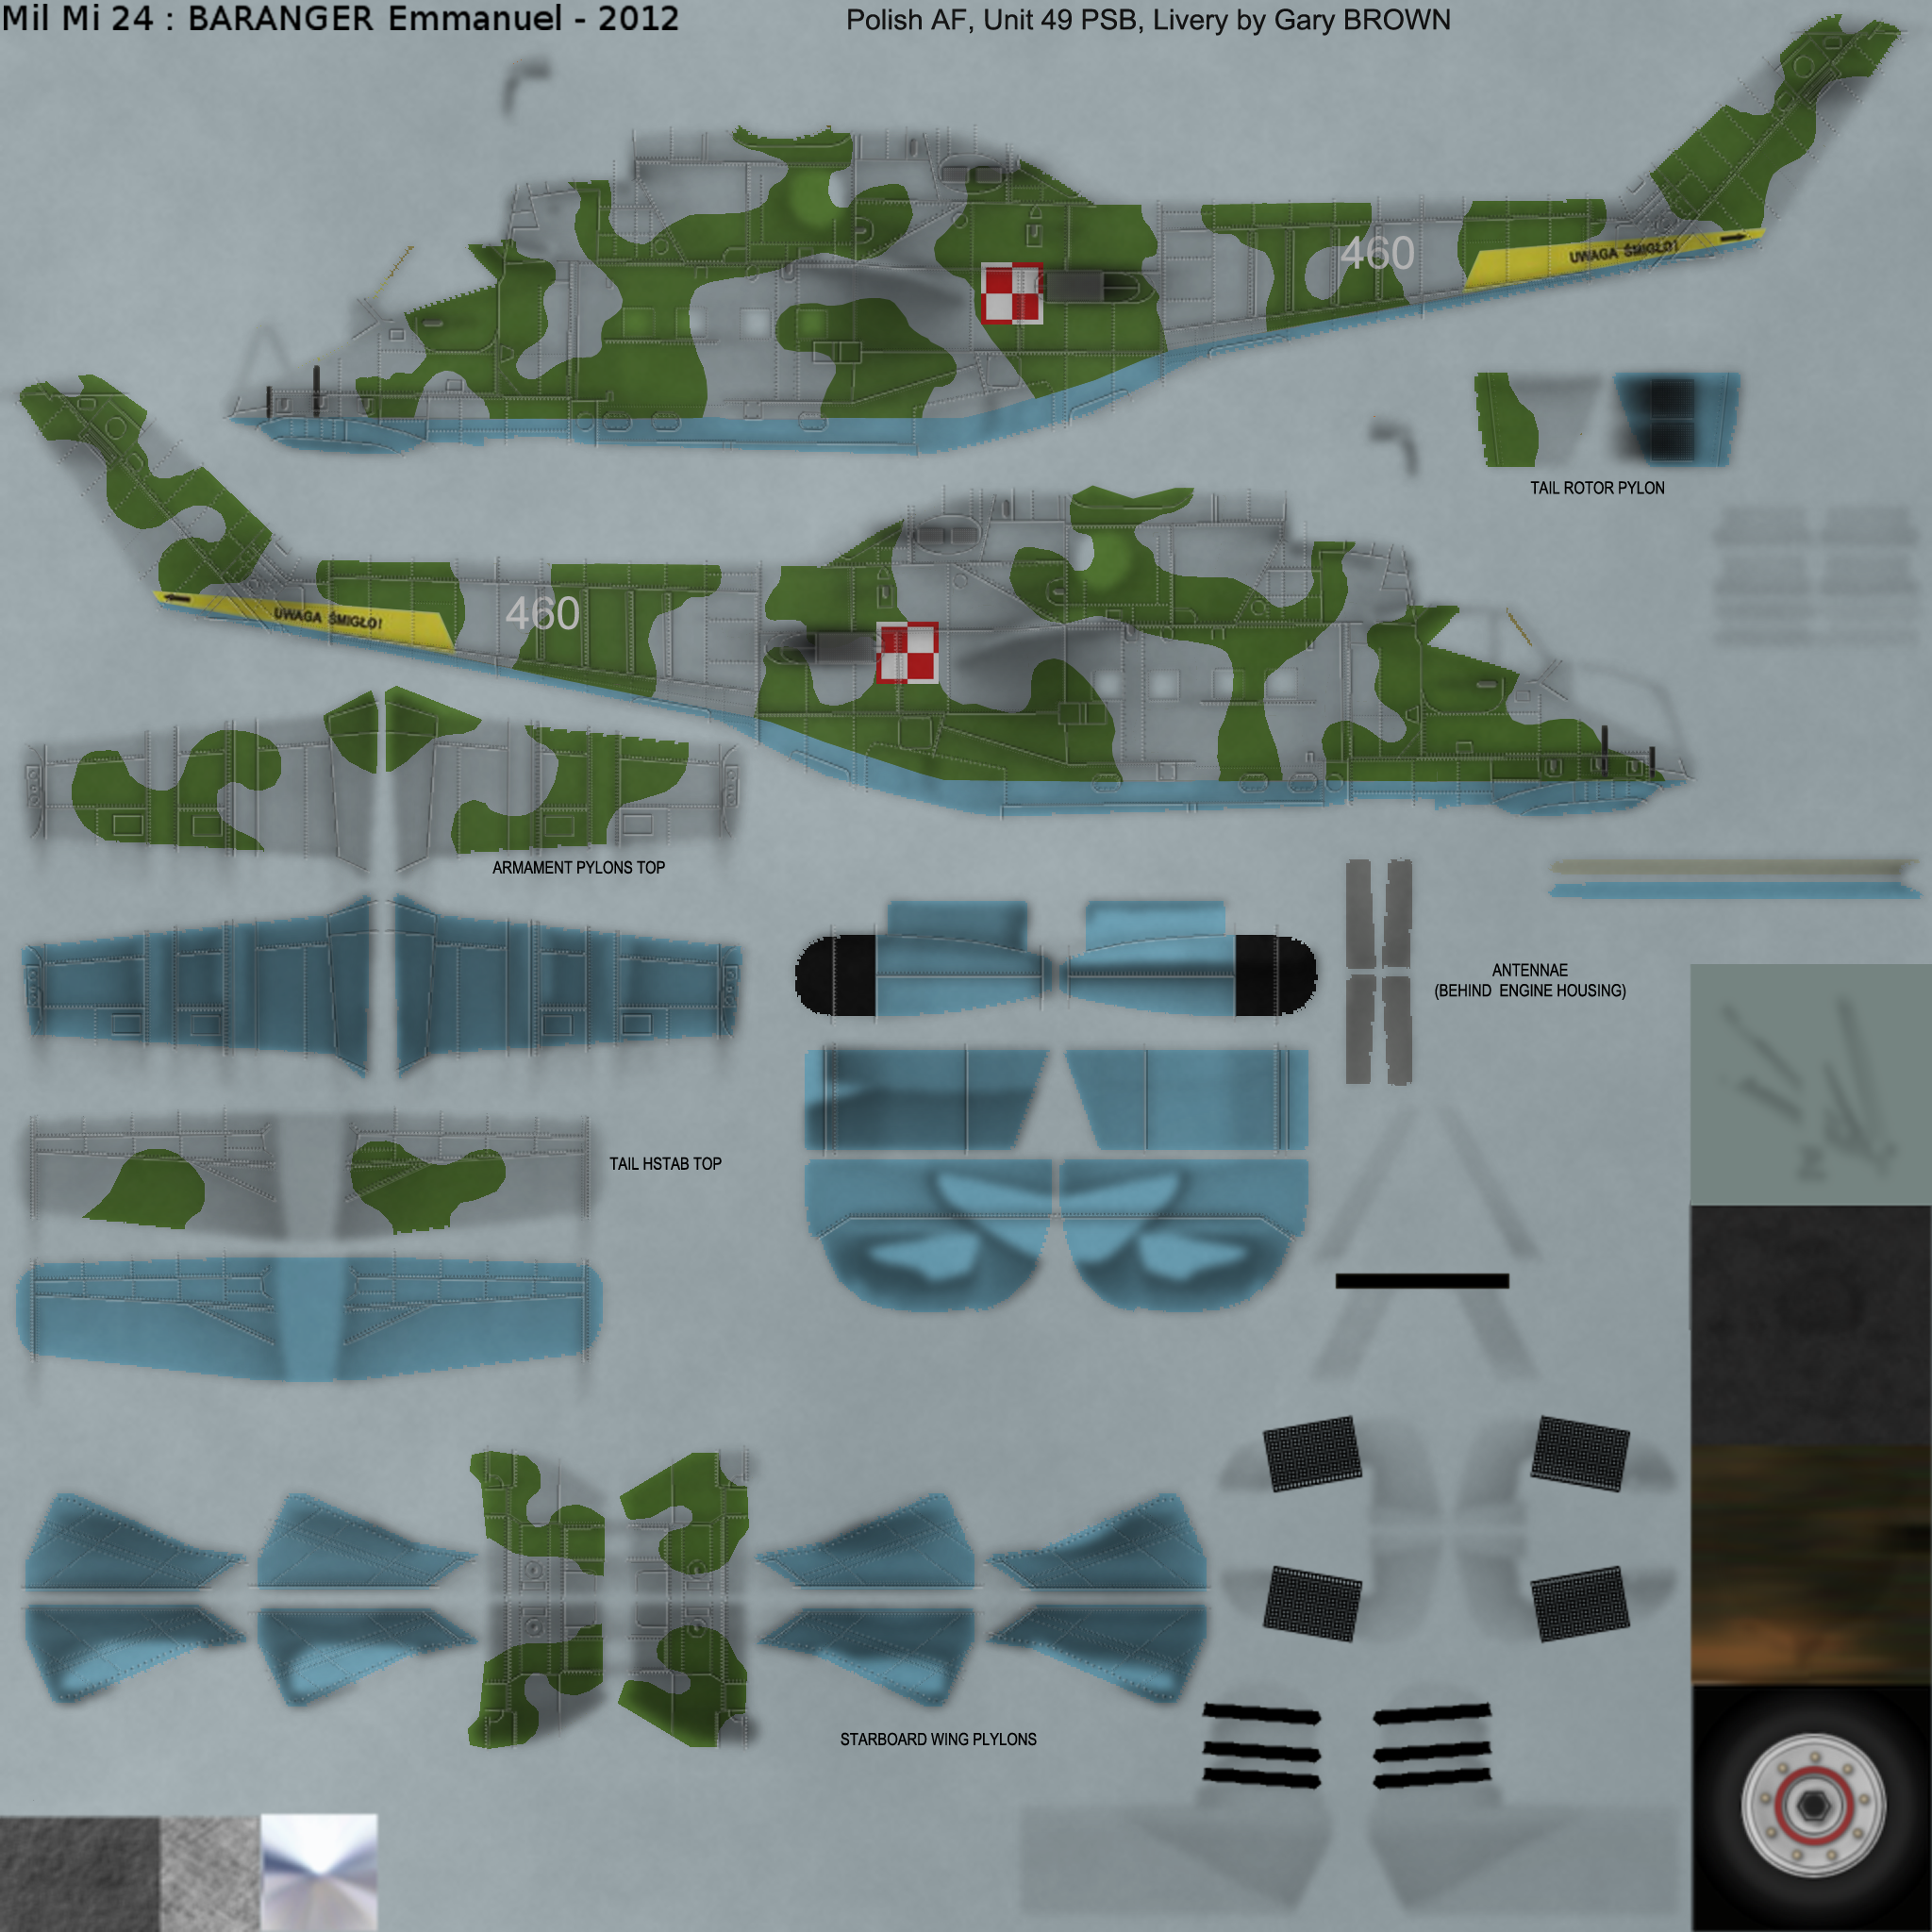 Mil Mi 24 : BARANGER Emmanuel - 2012
Polish AF, Unit 49 PSB, Livery by Gary BROWN
460
UWAGA ŚMIGŁO!
TAIL ROTOR PYLON
460
UWAGA ŚMIGŁO!
ARMAMENT PYLONS TOP
ANTENNAE
(BEHIND ENGINE HOUSING)
TAIL HSTAB TOP
STARBOARD WING PLYLONS